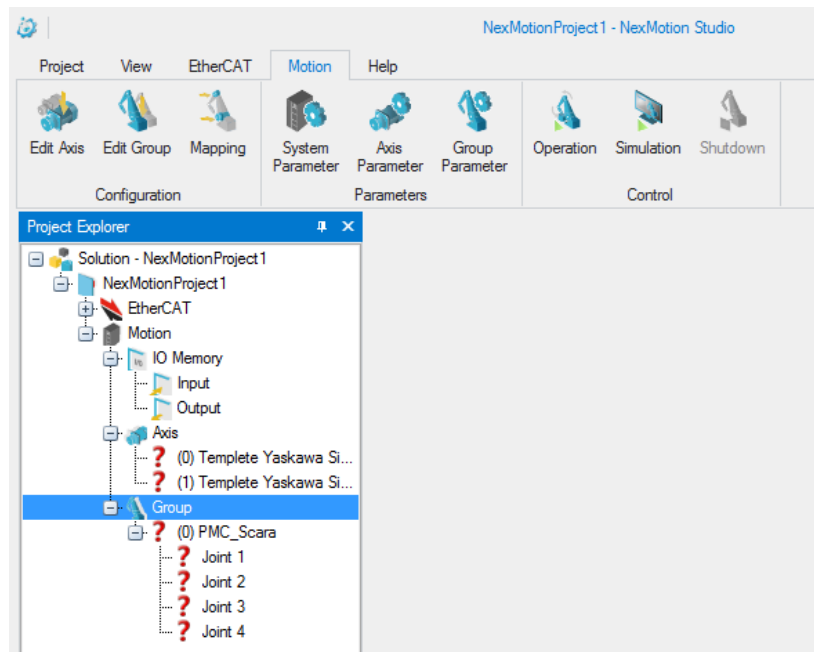 NexMotionProject1 - NexMotion Studio
Project View EtherCAT Motion Help
Edit Axis Edit Group Mapping System Parameter Axis Parameter Group Parameter Operation Simulation Shutdown
Configuration Parameters Control
Project Explorer
Solution - NexMotionProject1
NexMotionProject1
EtherCAT
Motion
IO Memory
Input
Output
Axis
(0) Templete Yaskawa Si...
(1) Templete Yaskawa Si...
Group
(0) PMC_Scara
Joint 1
Joint 2
Joint 3
Joint 4